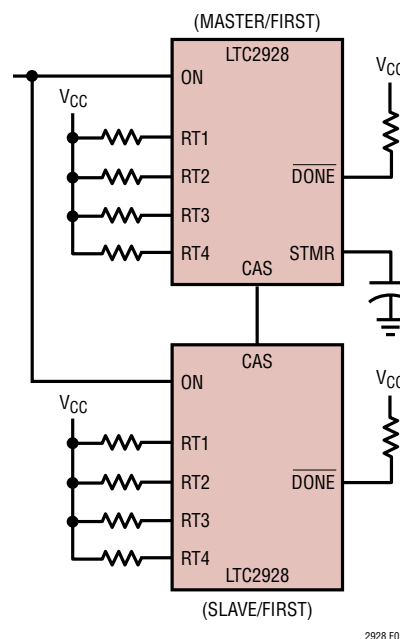 (MASTER/FIRST)
LTC2928
ON
VCC
VCC
RT1
RT2
DONE
RT3
RT4
STMR
CAS
CAS
ON
VCC
VCC
RT1
RT2
DONE
RT3
RT4
LTC2928
(SLAVE/FIRST)
2928 F0